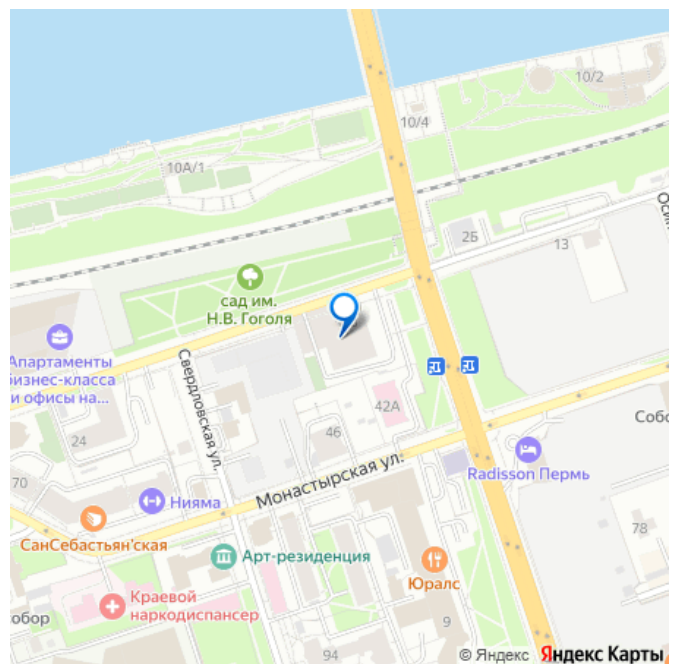 10/2
10/4
10А/1
Осин
2Б
13
сад им.
Н.В. Гоголя
Апартаменты
бизнес-класса
и офисы на...
Свердловская ул.
42А
24
46
Собо
Монастырская ул.
70
Radisson Пермь
Нияма
СанСебастьян'ская
78
Арт-резиденция
Юралс
Краевой
наркодиспансер
обор
9
94
© Яндекс Яндекс Карты